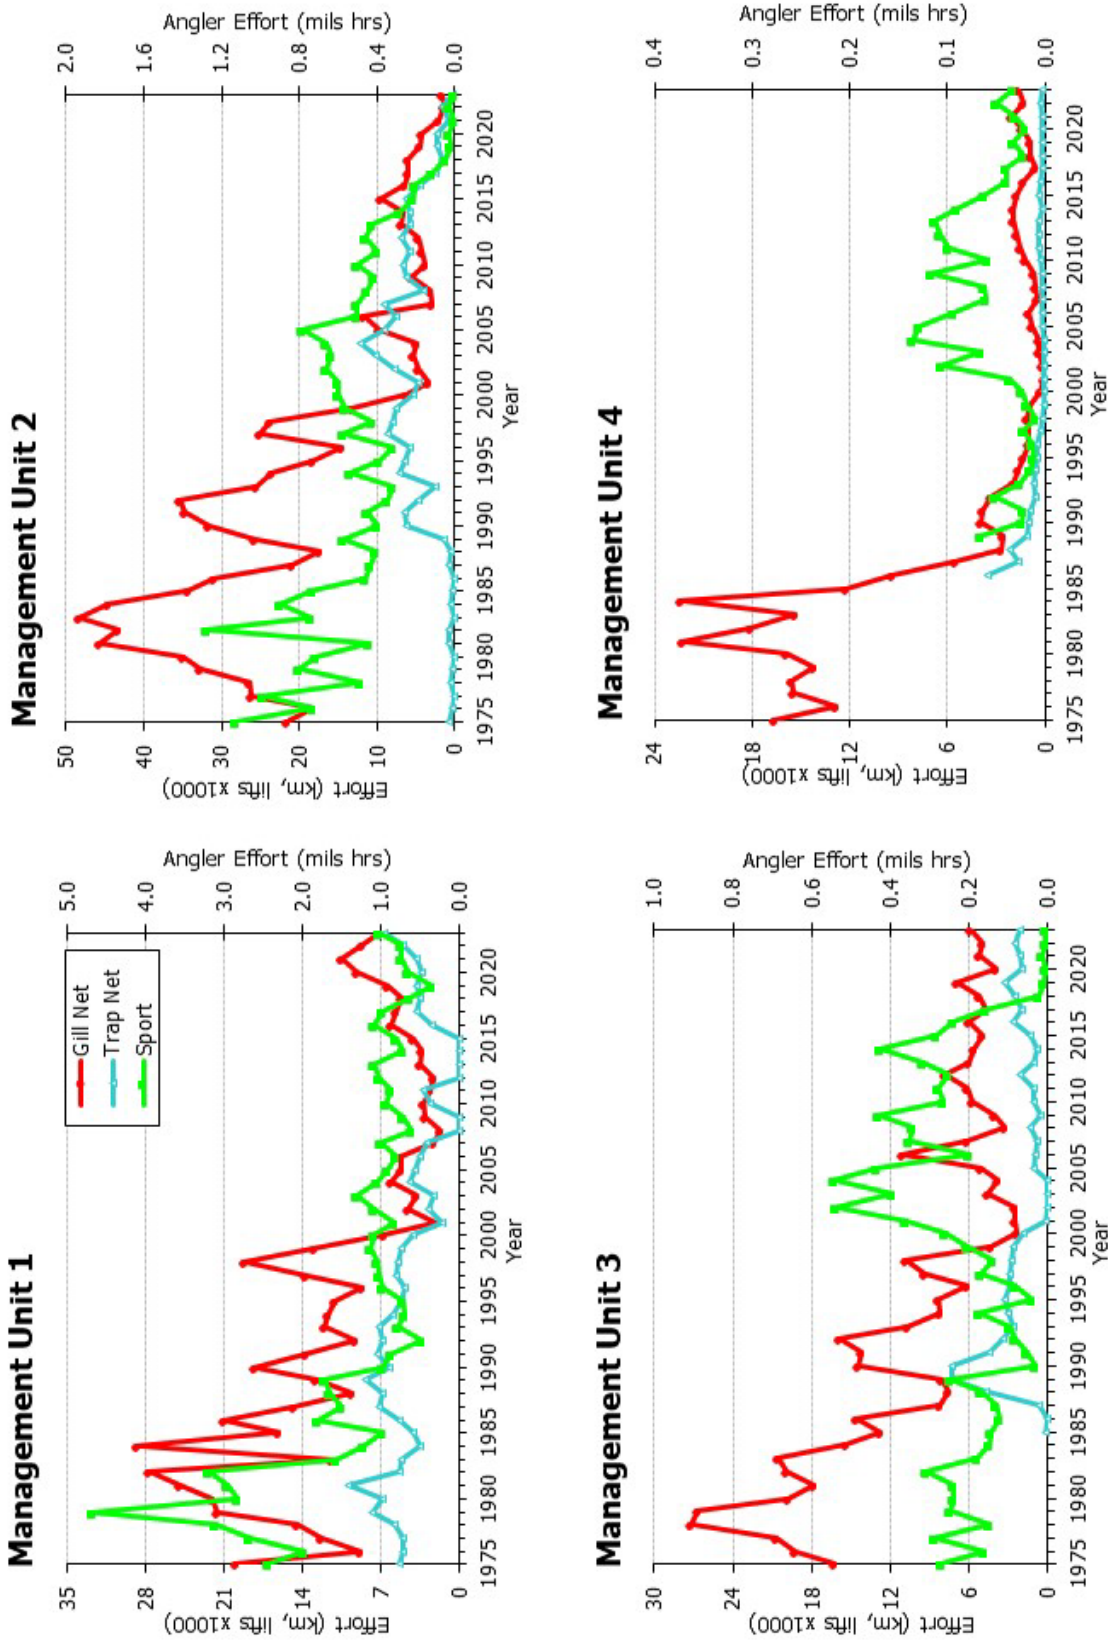 Management Unit 1
Effort (km, lifts x1000)
35
28
21
14
7
0
Angler Effort (mils hrs)
5.0
4.0
3.0
2.0
1.0
0.0
Gill Net
Trap Net
Sport
1975 1980 1985 1990 1995 2000 2005 2010 2015 2020
Year
Management Unit 2
Effort (km, lifts x1000)
50
40
30
20
10
0
Angler Effort (mils hrs)
2.0
1.6
1.2
0.8
0.4
0.0
1975 1980 1985 1990 1995 2000 2005 2010 2015 2020
Year
Management Unit 3
Effort (km, lifts x1000)
30
24
18
12
6
0
Angler Effort (mils hrs)
1.0
0.8
0.6
0.4
0.2
0.0
1975 1980 1985 1990 1995 2000 2005 2010 2015 2020
Year
Management Unit 4
Effort (km, lifts x1000)
24
18
12
6
0
Angler Effort (mils hrs)
0.4
0.3
0.2
0.1
0.0
1975 1980 1985 1990 1995 2000 2005 2010 2015 2020
Year